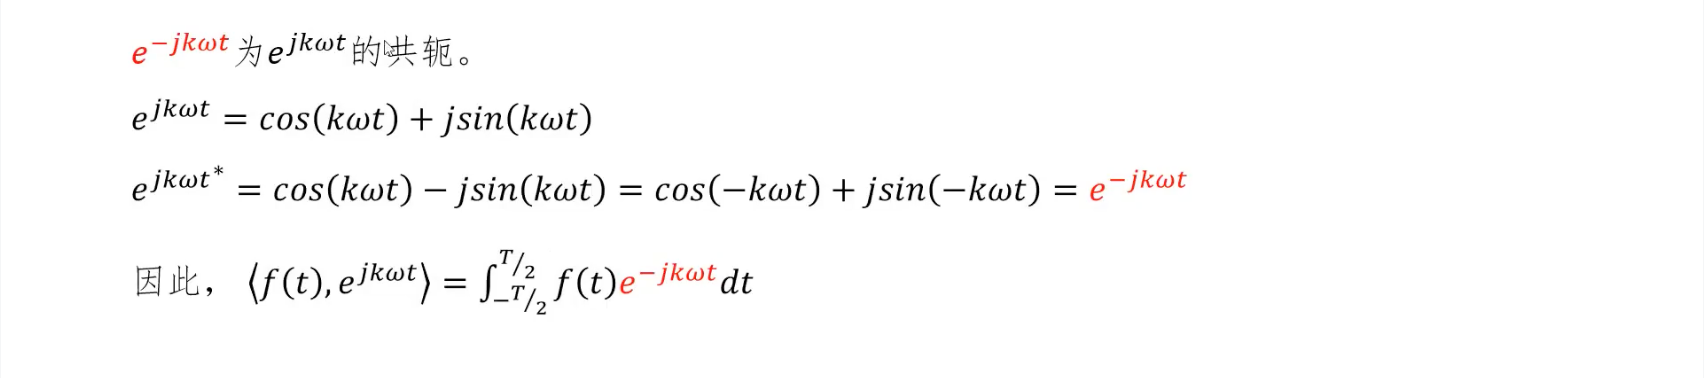 e^{-jkωt}为e^{jkωt}的共轭。
e^{jkωt} = cos(kωt) + jsin(kωt)
e^{jkωt*} = cos(kωt) − jsin(kωt) = cos(−kωt) + jsin(−kωt) = e^{−jkωt}
因此，⟨f(t), e^{jkωt}⟩ = ∫_{−T/2}^{T/2} f(t)e^{−jkωt}dt